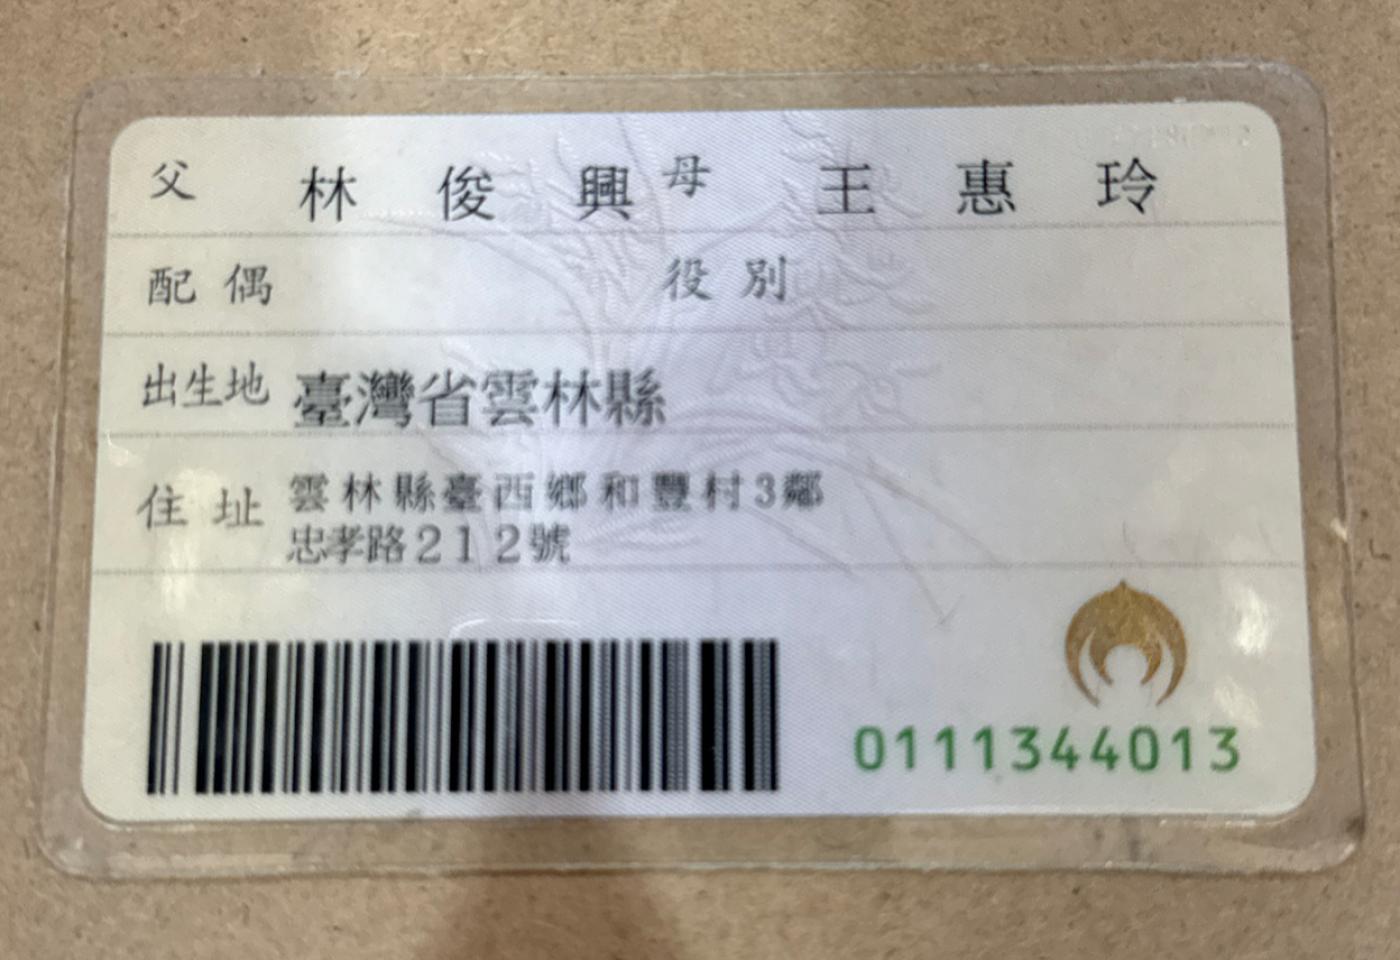 父 林俊興 母 王惠玲
配偶 役別
出生地 臺灣省雲林縣
住址 雲林縣臺西鄉和豐村3鄰
忠孝路212號
0111344013